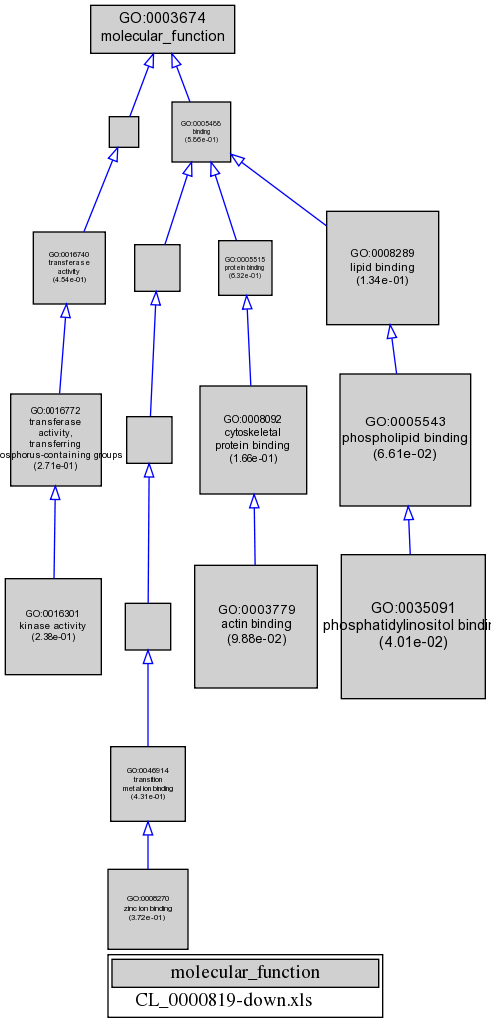 GO:0003674
molecular_function
GO:0005488
binding
(5.86e-01)
GO:0016740
transferase
activity
(4.54e-01)
GO:0005515
protein binding
(6.32e-01)
GO:0008289
lipid binding
(1.34e-01)
GO:0016772
transferase
activity,
transferring
osphorus-containing groups
(2.71e-01)
GO:0008092
cytoskeletal
protein binding
(1.66e-01)
GO:0005543
phospholipid binding
(6.61e-02)
GO:0016301
kinase activity
(2.38e-01)
GO:0003779
actin binding
(9.88e-02)
GO:0035091
phosphatidylinositol bindin
(4.01e-02)
GO:0046914
transition
metal ion binding
(4.31e-01)
GO:0008270
zinc ion binding
(3.72e-01)
molecular_function
CL_0000819-down.xls